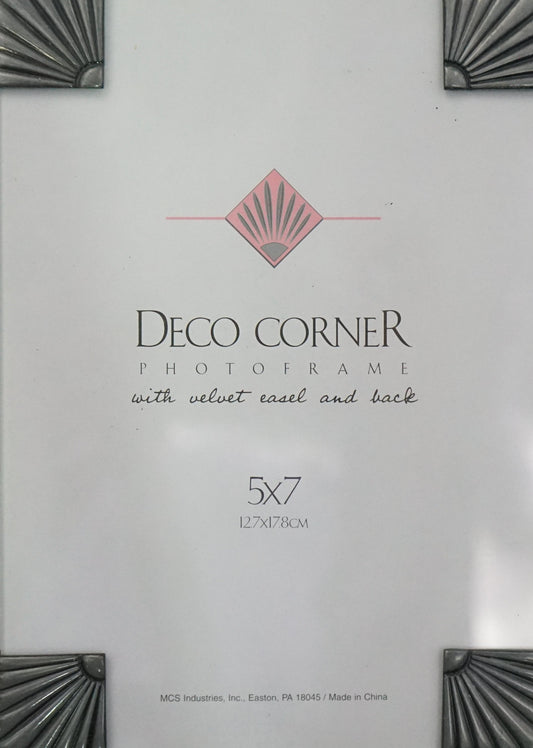 DECO CORNER
PHOTOFRAME
with velvet easel and back
5X7
12.7X17.8CM
MCS Industries, Inc., Easton, PA 18045 / Made in China